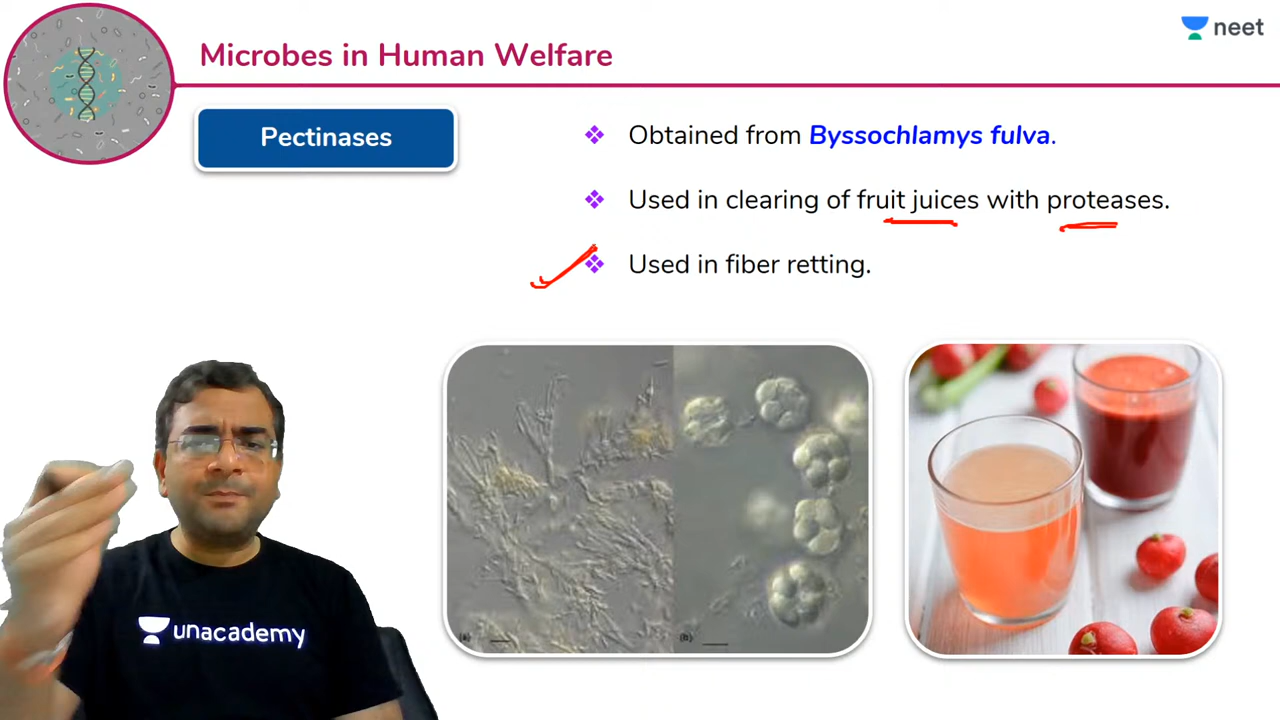 neet
Microbes in Human Welfare
Pectinases
❖ Obtained from Byssochlamys fulva.
❖ Used in clearing of fruit juices with proteases.
❖ Used in fiber retting.
unacademy
(a)
(b)